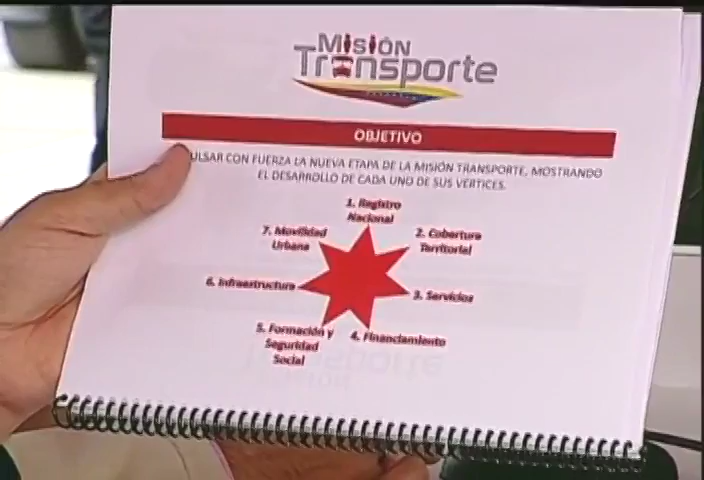 Misión
Transporte
OBJETIVO
ULSAR CON FUERZA LA NUEVA ETAPA DE LA MISIÓN TRANSPORTE, MOSTRANDO
EL DESARROLLO DE CADA UNO DE SUS VÉRTICES.
1. Registro
Nacional
2. Cobertura
Territorial
3. Servicios
4. Financiamiento
5. Formación y
Seguridad
Social
6. Infraestructura
7. Movilidad
Urbana